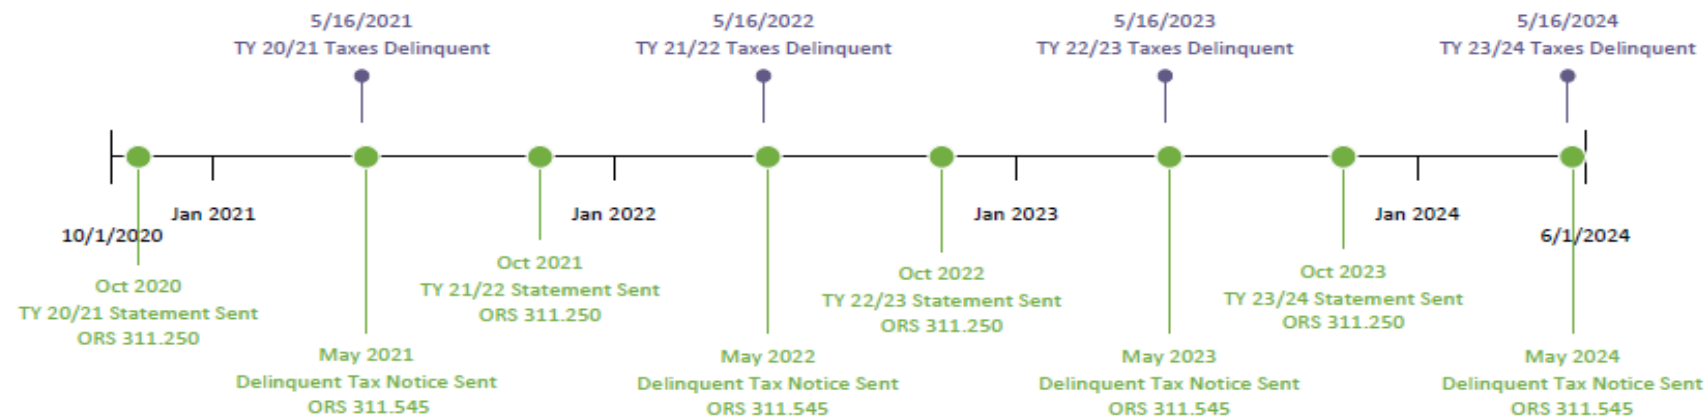 5/16/2021
TY 20/21 Taxes Delinquent
5/16/2022
TY 21/22 Taxes Delinquent
5/16/2023
TY 22/23 Taxes Delinquent
5/16/2024
TY 23/24 Taxes Delinquent
10/1/2020
Jan 2021
Jan 2022
Jan 2023
Jan 2024
6/1/2024
Oct 2020
TY 20/21 Statement Sent
ORS 311.250
May 2021
Delinquent Tax Notice Sent
ORS 311.545
Oct 2021
TY 21/22 Statement Sent
ORS 311.250
May 2022
Delinquent Tax Notice Sent
ORS 311.545
Oct 2022
TY 22/23 Statement Sent
ORS 311.250
May 2023
Delinquent Tax Notice Sent
ORS 311.545
Oct 2023
TY 23/24 Statement Sent
ORS 311.250
May 2024
Delinquent Tax Notice Sent
ORS 311.545